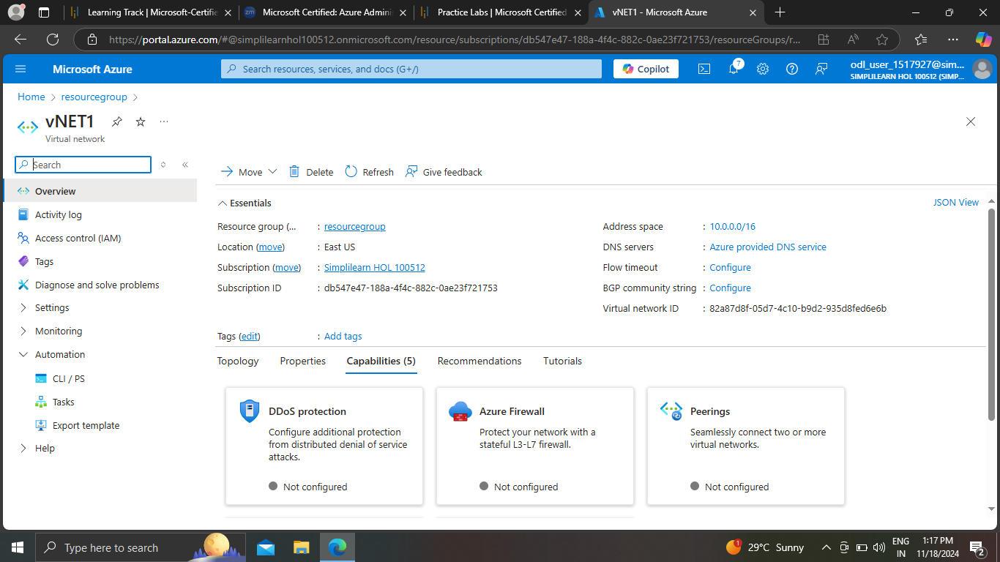 Learning Track | Microsoft-Certifie
Microsoft Certified: Azure Adminis
Practice Labs | Microsoft Certified
vNET1 - Microsoft Azure
https://portal.azure.com/#@simplilearnhol100512.onmicrosoft.com/resource/subscriptions/db547e47-188a-4f4c-882c-0ae23f721753/resourceGroups/r...
Microsoft Azure
Search resources, services, and docs (G+/)
Copilot
7
odl_user_1517927@sim...
SIMPLILEARN HOL 100512 (SIMP...
Home > resourcegroup >
vNET1
Virtual network
Search
Move
Delete
Refresh
Give feedback
Overview
Activity log
Access control (IAM)
Tags
Diagnose and solve problems
Settings
Monitoring
Automation
CLI / PS
Tasks
Export template
Help
Essentials
JSON View
Resource group (... : resourcegroup
Location (move) : East US
Subscription (move) : Simplilearn HOL 100512
Subscription ID : db547e47-188a-4f4c-882c-0ae23f721753
Address space : 10.0.0.0/16
DNS servers : Azure provided DNS service
Flow timeout : Configure
BGP community string : Configure
Virtual network ID : 82a87d8f-05d7-4c10-b9d2-935d8fed6e6b
Tags (edit) : Add tags
Topology
Properties
Capabilities (5)
Recommendations
Tutorials
DDoS protection
Configure additional protection
from distributed denial of service
attacks.
Not configured
Azure Firewall
Protect your network with a
stateful L3-L7 firewall.
Not configured
Peerings
Seamlessly connect two or more
virtual networks.
Not configured
Type here to search
1
29°C Sunny
ENG
IN
1:17 PM
11/18/2024
2